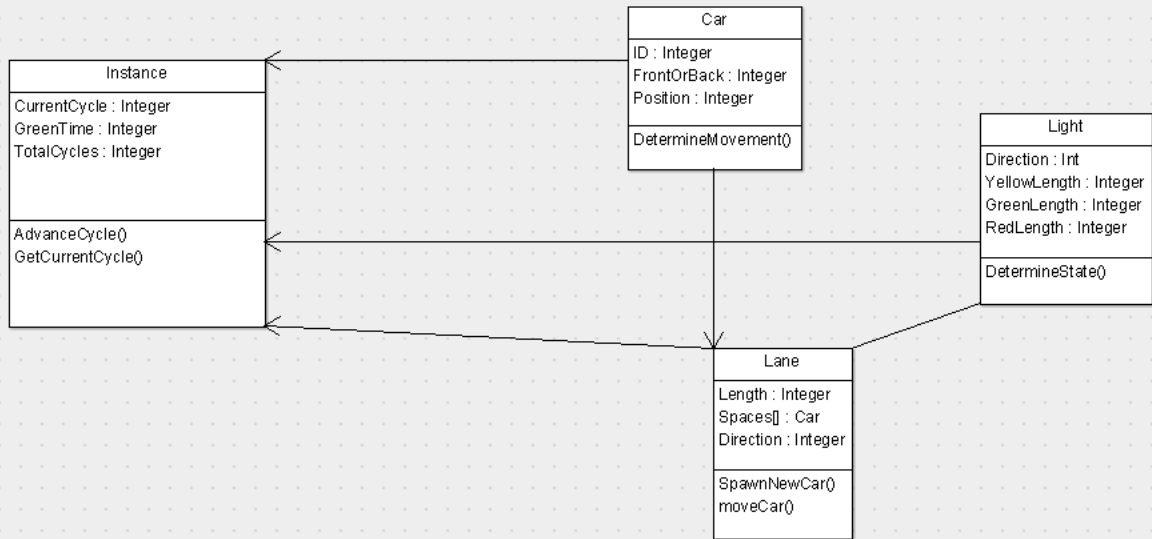 Instance
CurrentCycle : Integer
GreenTime : Integer
TotalCycles : Integer
AdvanceCycle()
GetCurrentCycle()
Car
ID : Integer
FrontOrBack : Integer
Position : Integer
DetermineMovement()
Light
Direction : Int
YellowLength : Integer
GreenLength : Integer
RedLength : Integer
DetermineState()
Lane
Length : Integer
Spaces[] : Car
Direction : Integer
SpawnNewCar()
moveCar()